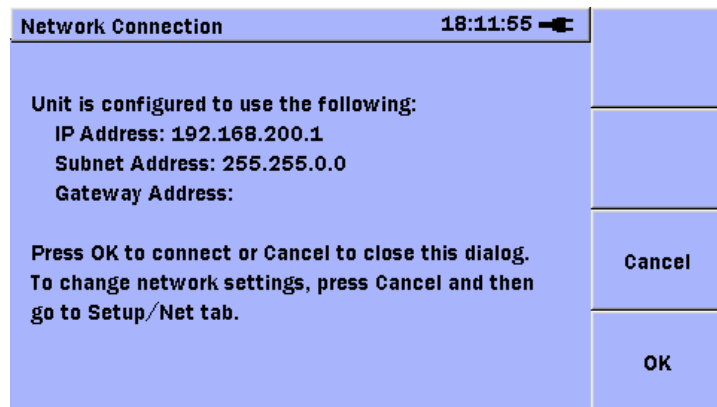 Network Connection 18:11:55
Unit is configured to use the following:
IP Address: 192.168.200.1
Subnet Address: 255.255.0.0
Gateway Address:
Press OK to connect or Cancel to close this dialog.
To change network settings, press Cancel and then
go to Setup/Net tab.
Cancel
OK